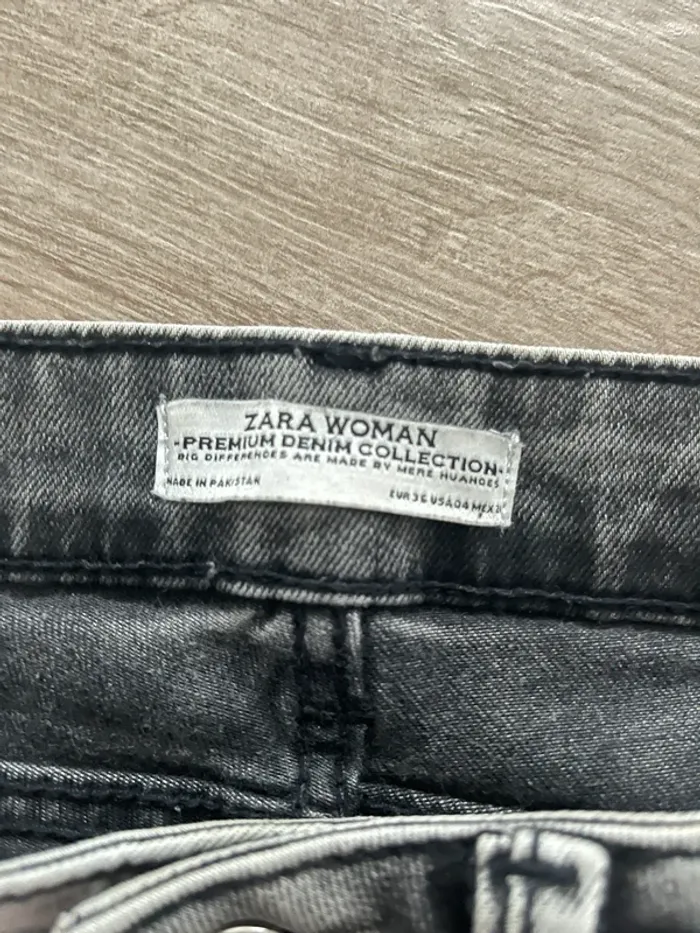 ZARA WOMAN
-PREMIUM DENIM COLLECTION-
BIG DIFFERENCES ARE MADE BY MERE NUANCES
MADE IN PAKISTAN
EUR 36 USA 04 MEX